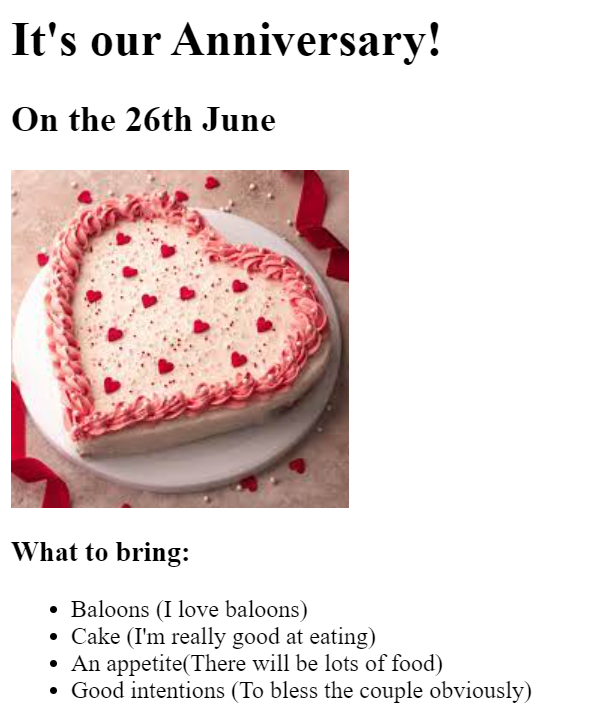 It's our Anniversary!
On the 26th June
What to bring:
Baloons (I love baloons)
Cake (I'm really good at eating)
An appetite(There will be lots of food)
Good intentions (To bless the couple obviously)